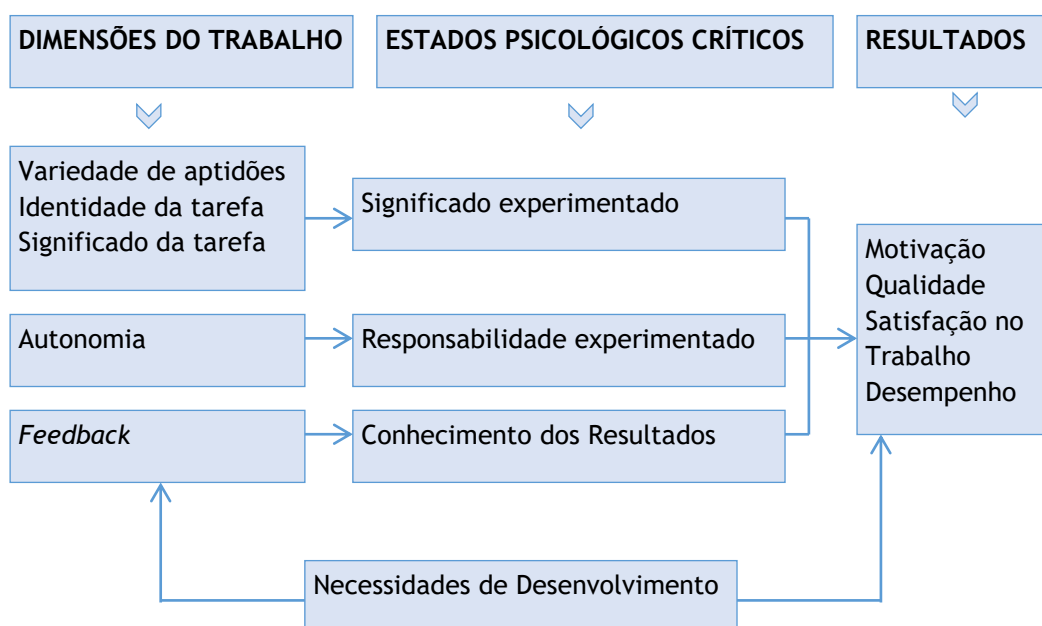 DIMENSÕES DO TRABALHO
ESTADOS PSICOLÓGICOS CRÍTICOS
RESULTADOS
Variedade de aptidões
Identidade da tarefa
Significado da tarefa
Significado experimentado
Motivação
Qualidade
Satisfação no
Trabalho
Desempenho
Autonomia
Responsabilidade experimentado
Feedback
Conhecimento dos Resultados
Necessidades de Desenvolvimento